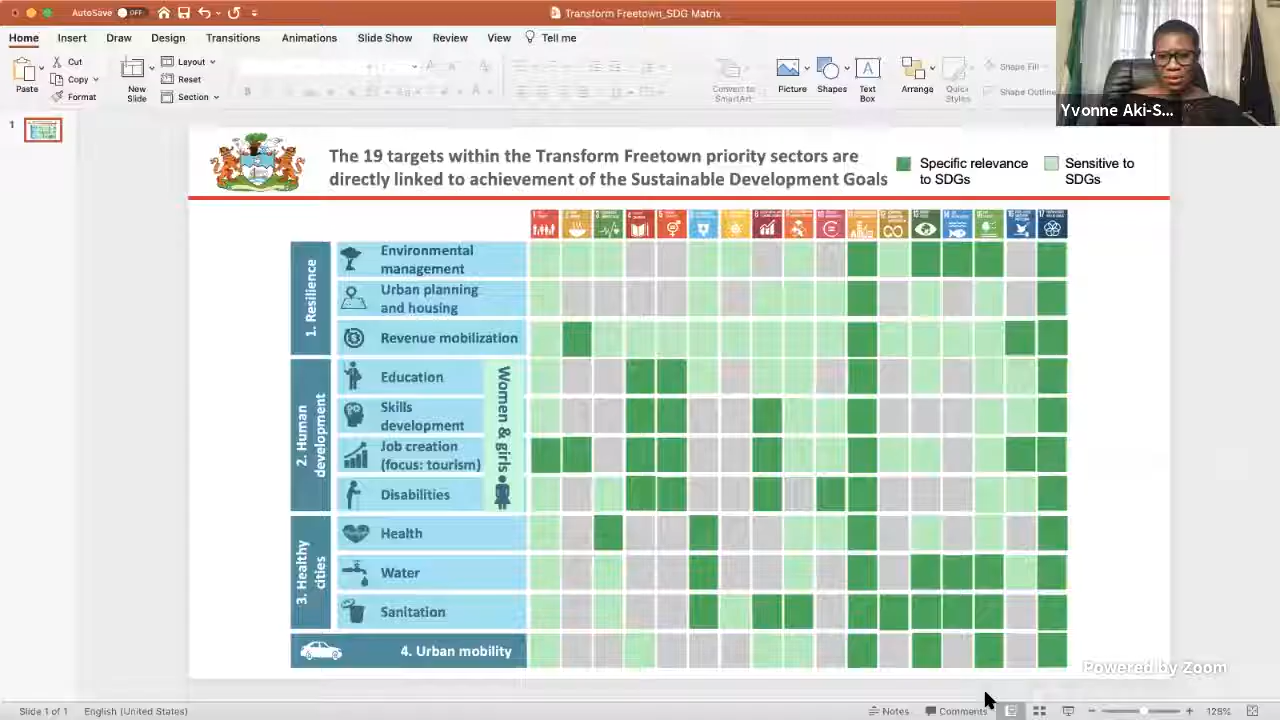 AutoSave OFF
Transform Freetown_SDG Matrix
Home Insert Draw Design Transitions Animations Slide Show Review View Tell me
Paste
Cut
Copy
Format
New Slide
Layout
Reset
Section
Convert to SmartArt
Picture
Shapes
Text Box
Arrange
Quick Styles
Shape Fill
Shape Outline
Yvonne Aki-S...
1
The 19 targets within the Transform Freetown priority sectors are
directly linked to achievement of the Sustainable Development Goals
Specific relevance
to SDGs
Sensitive to
SDGs
1. Resilience
Environmental
management
Urban planning
and housing
Revenue mobilization
2. Human
development
Education
Skills
development
Job creation
(focus: tourism)
Disabilities
Women & girls
3. Healthy
cities
Health
Water
Sanitation
4. Urban mobility
Powered by Zoom
Slide 1 of 1
English (United States)
Notes
Comments
128%